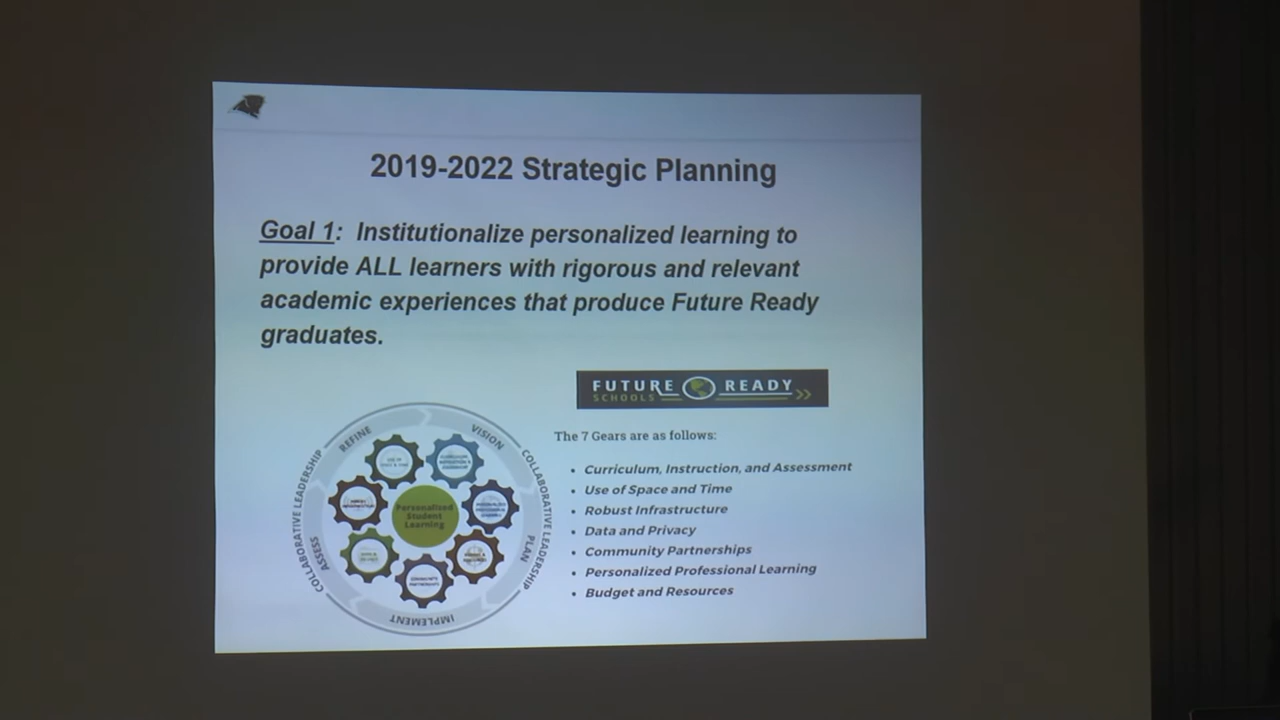 2019-2022 Strategic Planning
Goal 1: Institutionalize personalized learning to
provide ALL learners with rigorous and relevant
academic experiences that produce Future Ready
graduates.
FUTURE READY
SCHOOLS
The 7 Gears are as follows:
• Curriculum, Instruction, and Assessment
• Use of Space and Time
• Robust Infrastructure
• Data and Privacy
• Community Partnerships
• Personalized Professional Learning
• Budget and Resources
REFINE
VISION
COLLABORATIVE LEADERSHIP
COLLABORATIVE LEADERSHIP
Personalized
Student
Learning
ASSESS
PLAN
IMPLEMENT